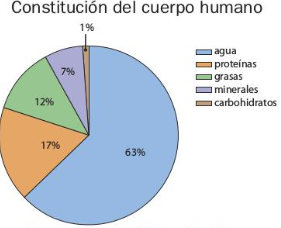 Constitución del cuerpo humano
1%
7%
12%
17%
63%
agua
proteínas
grasas
minerales
carbohidratos